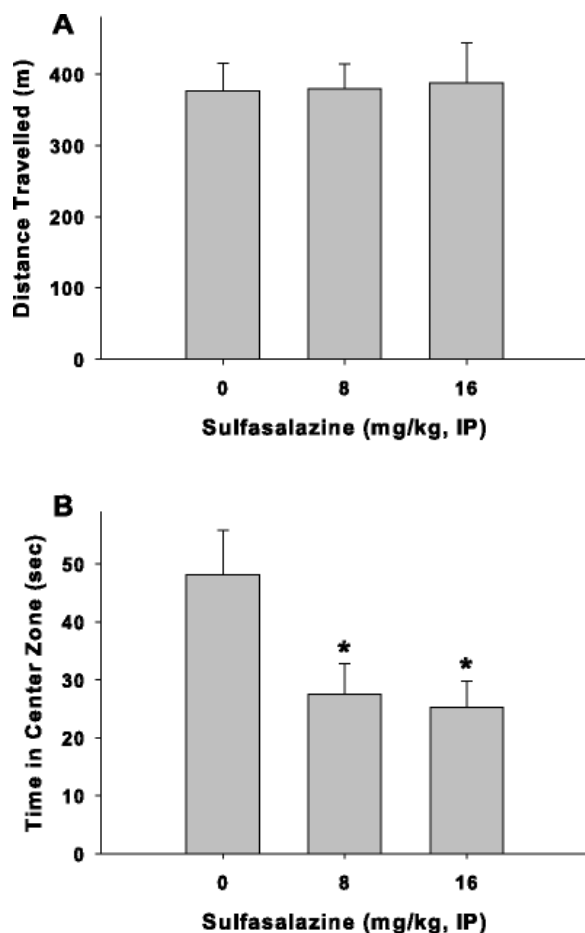 A
Distance Travelled (m)
400
300
200
100
0
0 8 16
Sulfasalazine (mg/kg, IP)
B
Time in Center Zone (sec)
50
40
30
20
10
0
* *
0 8 16
Sulfasalazine (mg/kg, IP)